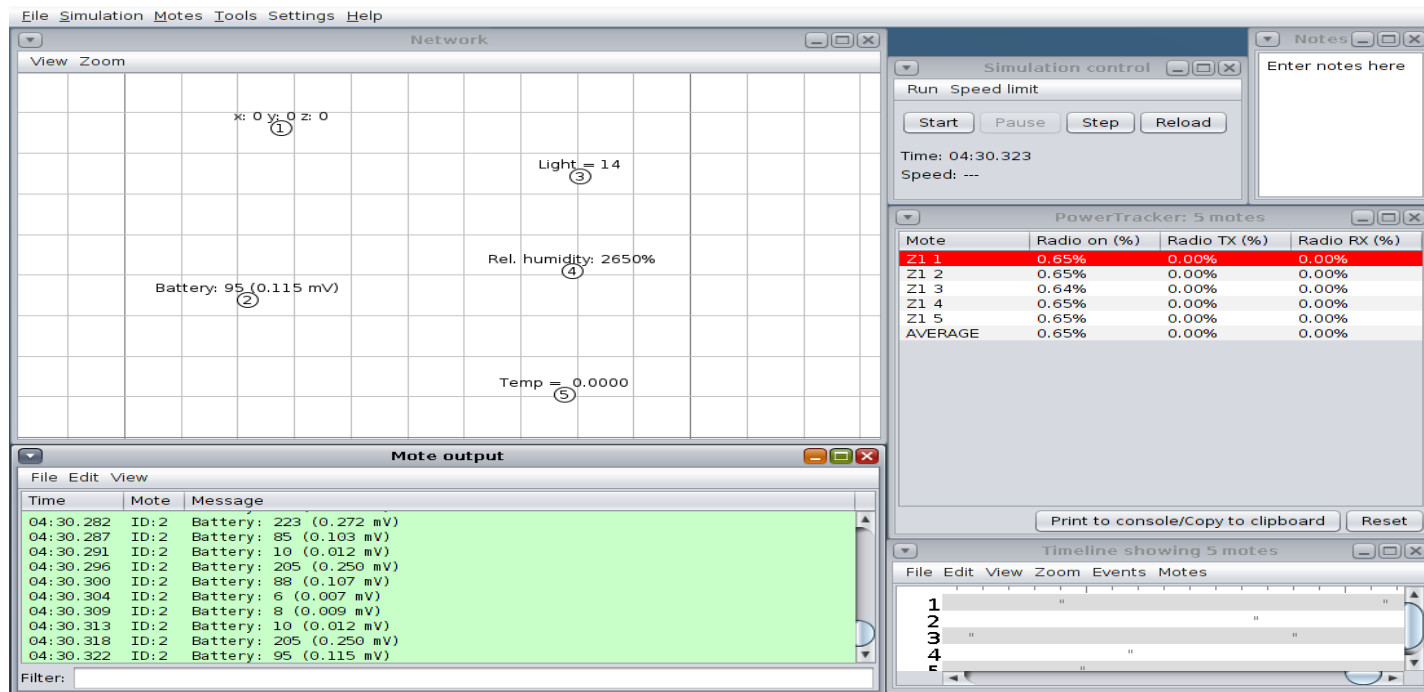 File Simulation Motes Tools Settings Help
Network
View Zoom
x: 0 y: 0 z: 0
1
Light = 14
3
Rel. humidity: 2650%
4
Battery: 95 (0.115 mV)
2
Temp = 0.0000
5
Mote output
File Edit View
Time Mote Message
04:30.282 ID:2 Battery: 223 (0.272 mV)
04:30.287 ID:2 Battery: 85 (0.103 mV)
04:30.291 ID:2 Battery: 10 (0.012 mV)
04:30.296 ID:2 Battery: 205 (0.250 mV)
04:30.300 ID:2 Battery: 88 (0.107 mV)
04:30.304 ID:2 Battery: 6 (0.007 mV)
04:30.309 ID:2 Battery: 8 (0.009 mV)
04:30.313 ID:2 Battery: 10 (0.012 mV)
04:30.318 ID:2 Battery: 205 (0.250 mV)
04:30.322 ID:2 Battery: 95 (0.115 mV)
Filter:
Simulation control
Run Speed limit
Start Pause Step Reload
Time: 04:30.323
Speed: ---
Notes
Enter notes here
PowerTracker: 5 motes
Mote Radio on (%) Radio TX (%) Radio RX (%)
Z1 1 0.65% 0.00% 0.00%
Z1 2 0.65% 0.00% 0.00%
Z1 3 0.64% 0.00% 0.00%
Z1 4 0.65% 0.00% 0.00%
Z1 5 0.65% 0.00% 0.00%
AVERAGE 0.65% 0.00% 0.00%
Print to console/Copy to clipboard Reset
Timeline showing 5 motes
File Edit View Zoom Events Motes
1
2
3
4
5